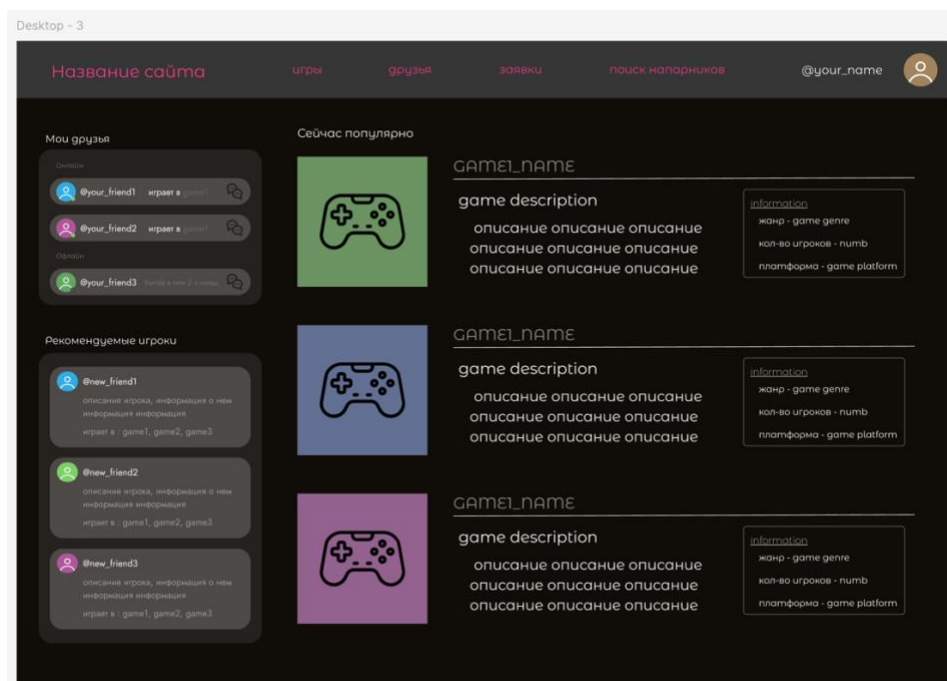 Desktop - 3
Название сайта
игры
друзья
заявки
поиск напарников
@your_name
Мои друзья
Онлайн
@your_friend1 играет в game1
@your_friend2 играет в game1
Офлайн
@your_friend3
Рекомендуемые игроки
@new_friend1
описание игрока, информация о нем
информация информация
играет в : game1, game2, game3
@new_friend2
описание игрока, информация о нем
информация информация
играет в : game1, game2, game3
@new_friend3
описание игрока, информация о нем
информация информация
играет в : game1, game2, game3
Сейчас популярно
GAME1_NAME
game description
описание описание описание
описание описание описание
описание описание описание
information
жанр - game genre
кол-во игроков - numb
платформа - game platform
GAME1_NAME
game description
описание описание описание
описание описание описание
описание описание описание
information
жанр - game genre
кол-во игроков - numb
платформа - game platform
GAME1_NAME
game description
описание описание описание
описание описание описание
описание описание описание
information
жанр - game genre
кол-во игроков - numb
платформа - game platform